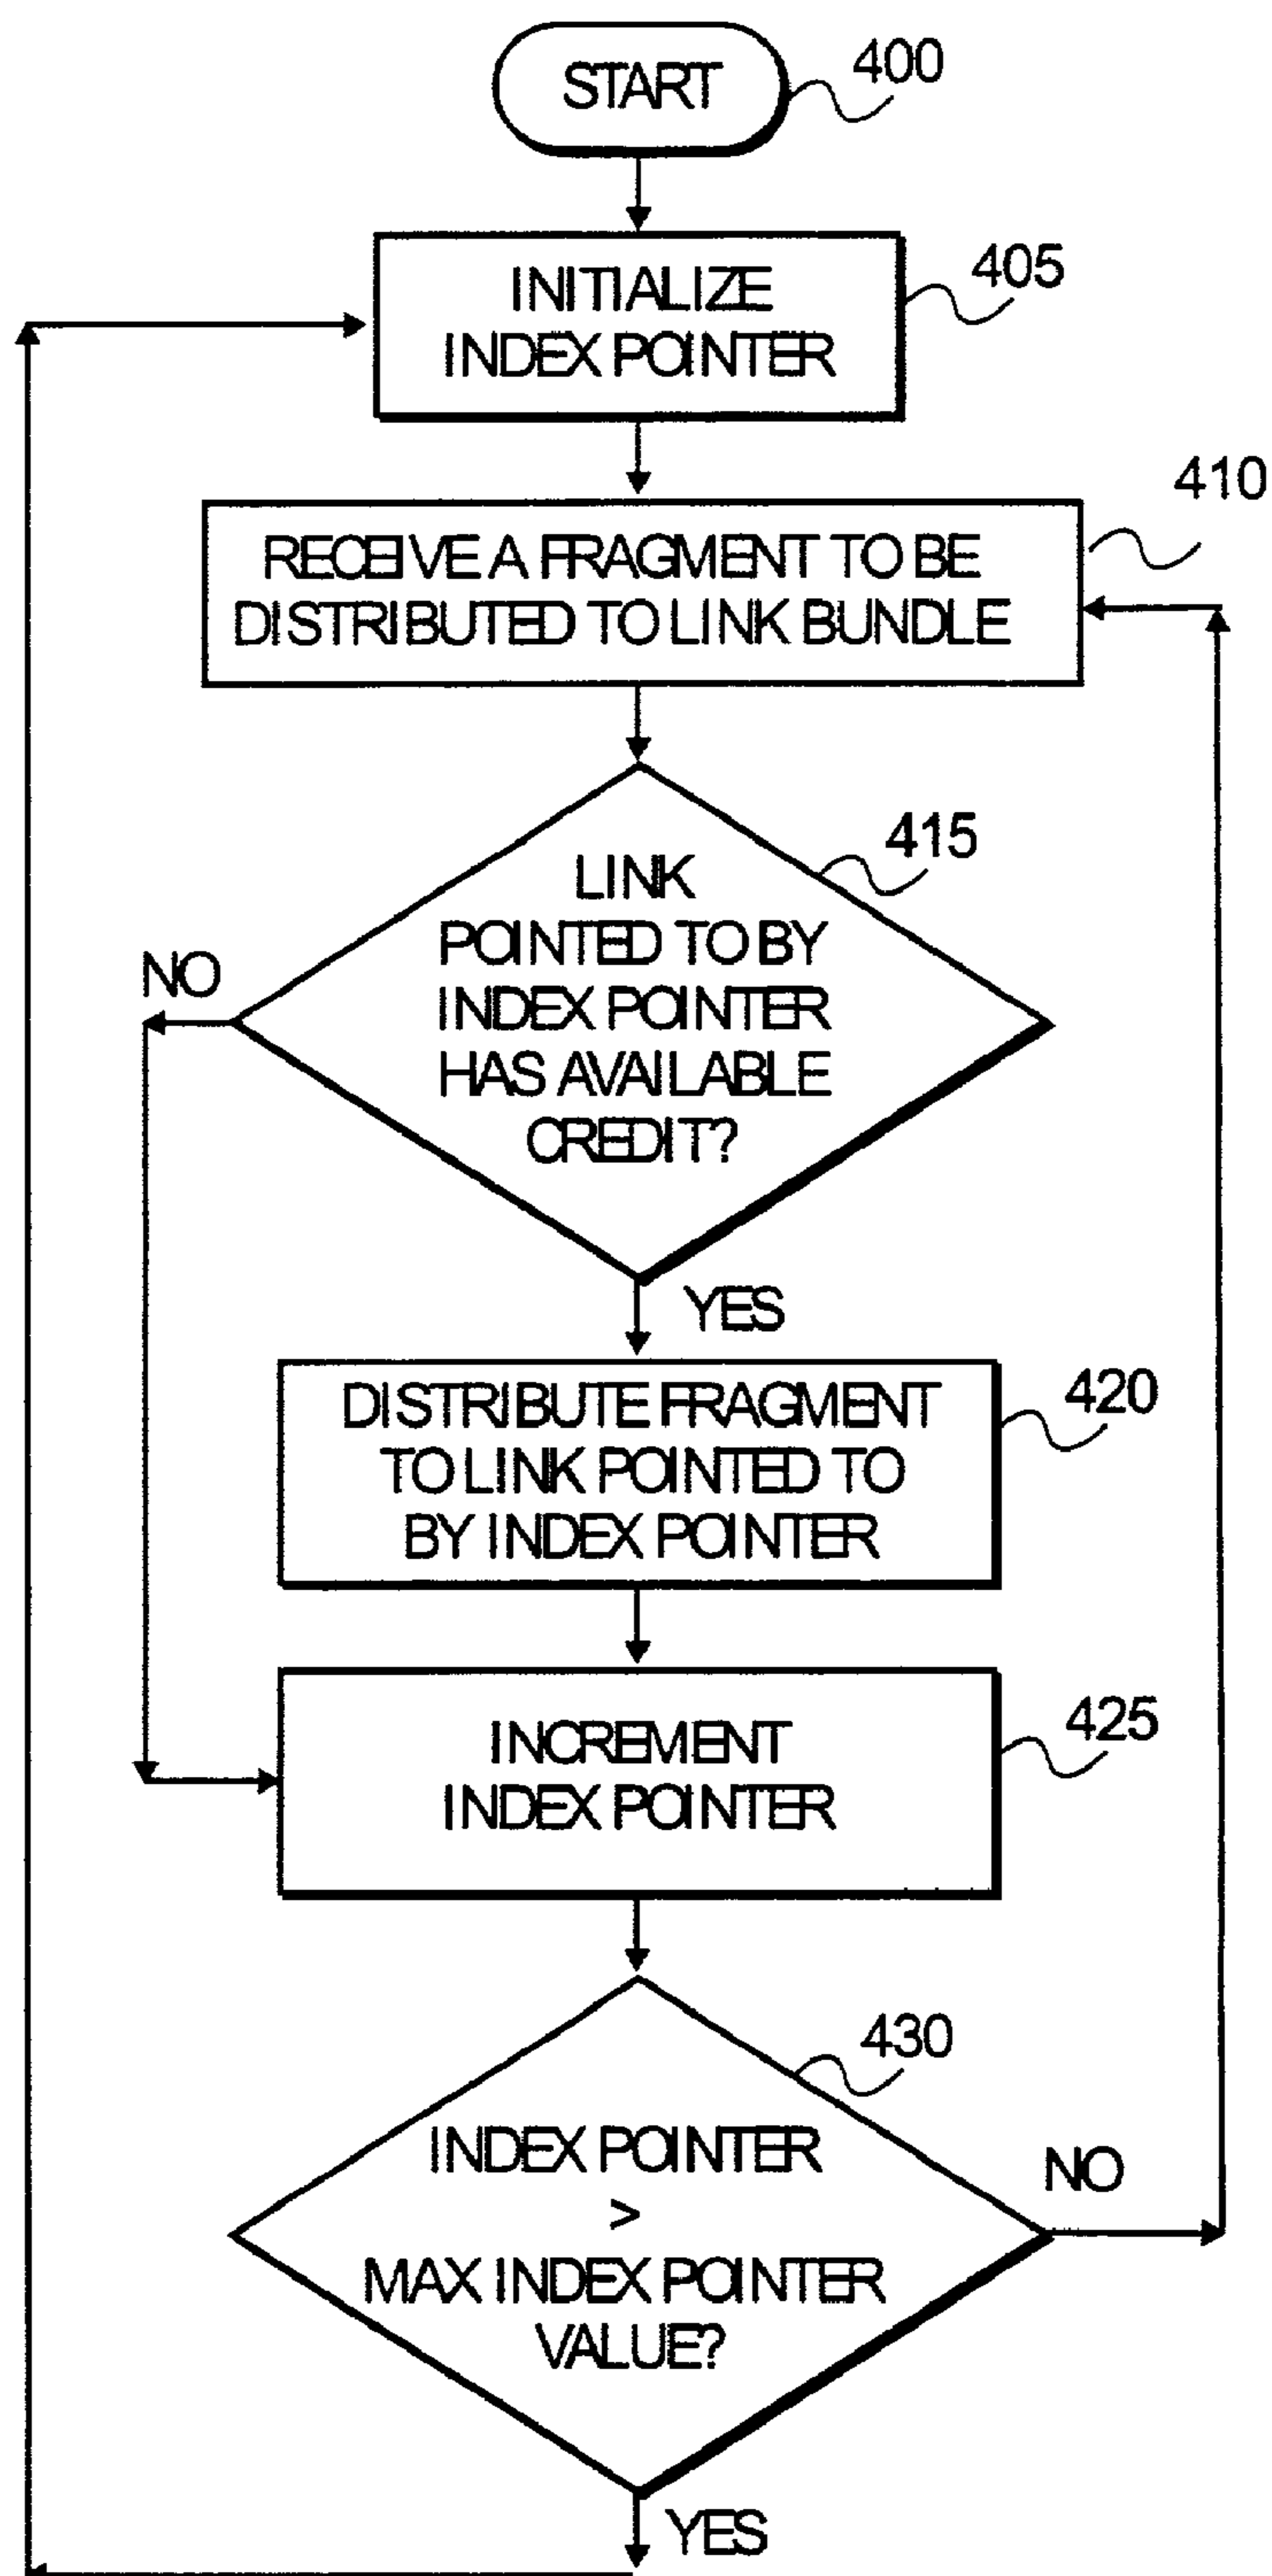 START
400
INITIALIZE
INDEX POINTER
405
RECEIVE A FRAGMENT TO BE
DISTRIBUTED TO LINK BUNDLE
410
LINK
POINTED TO BY
INDEX POINTER
HAS AVAILABLE
CREDIT?
415
NO
YES
DISTRIBUTE FRAGMENT
TO LINK POINTED TO
BY INDEX POINTER
420
INCREMENT
INDEX POINTER
425
INDEX POINTER
>
MAX INDEX POINTER
VALUE?
430
NO
YES